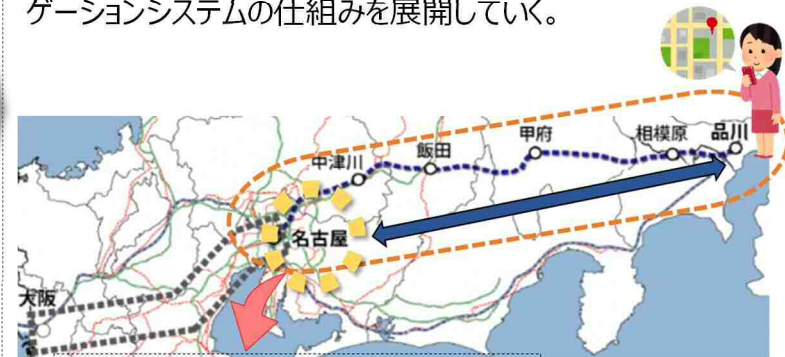 ゲーションシステムの仕組みを展開していく。
品川
相模原
甲府
飯田
中津川
名古屋
大阪